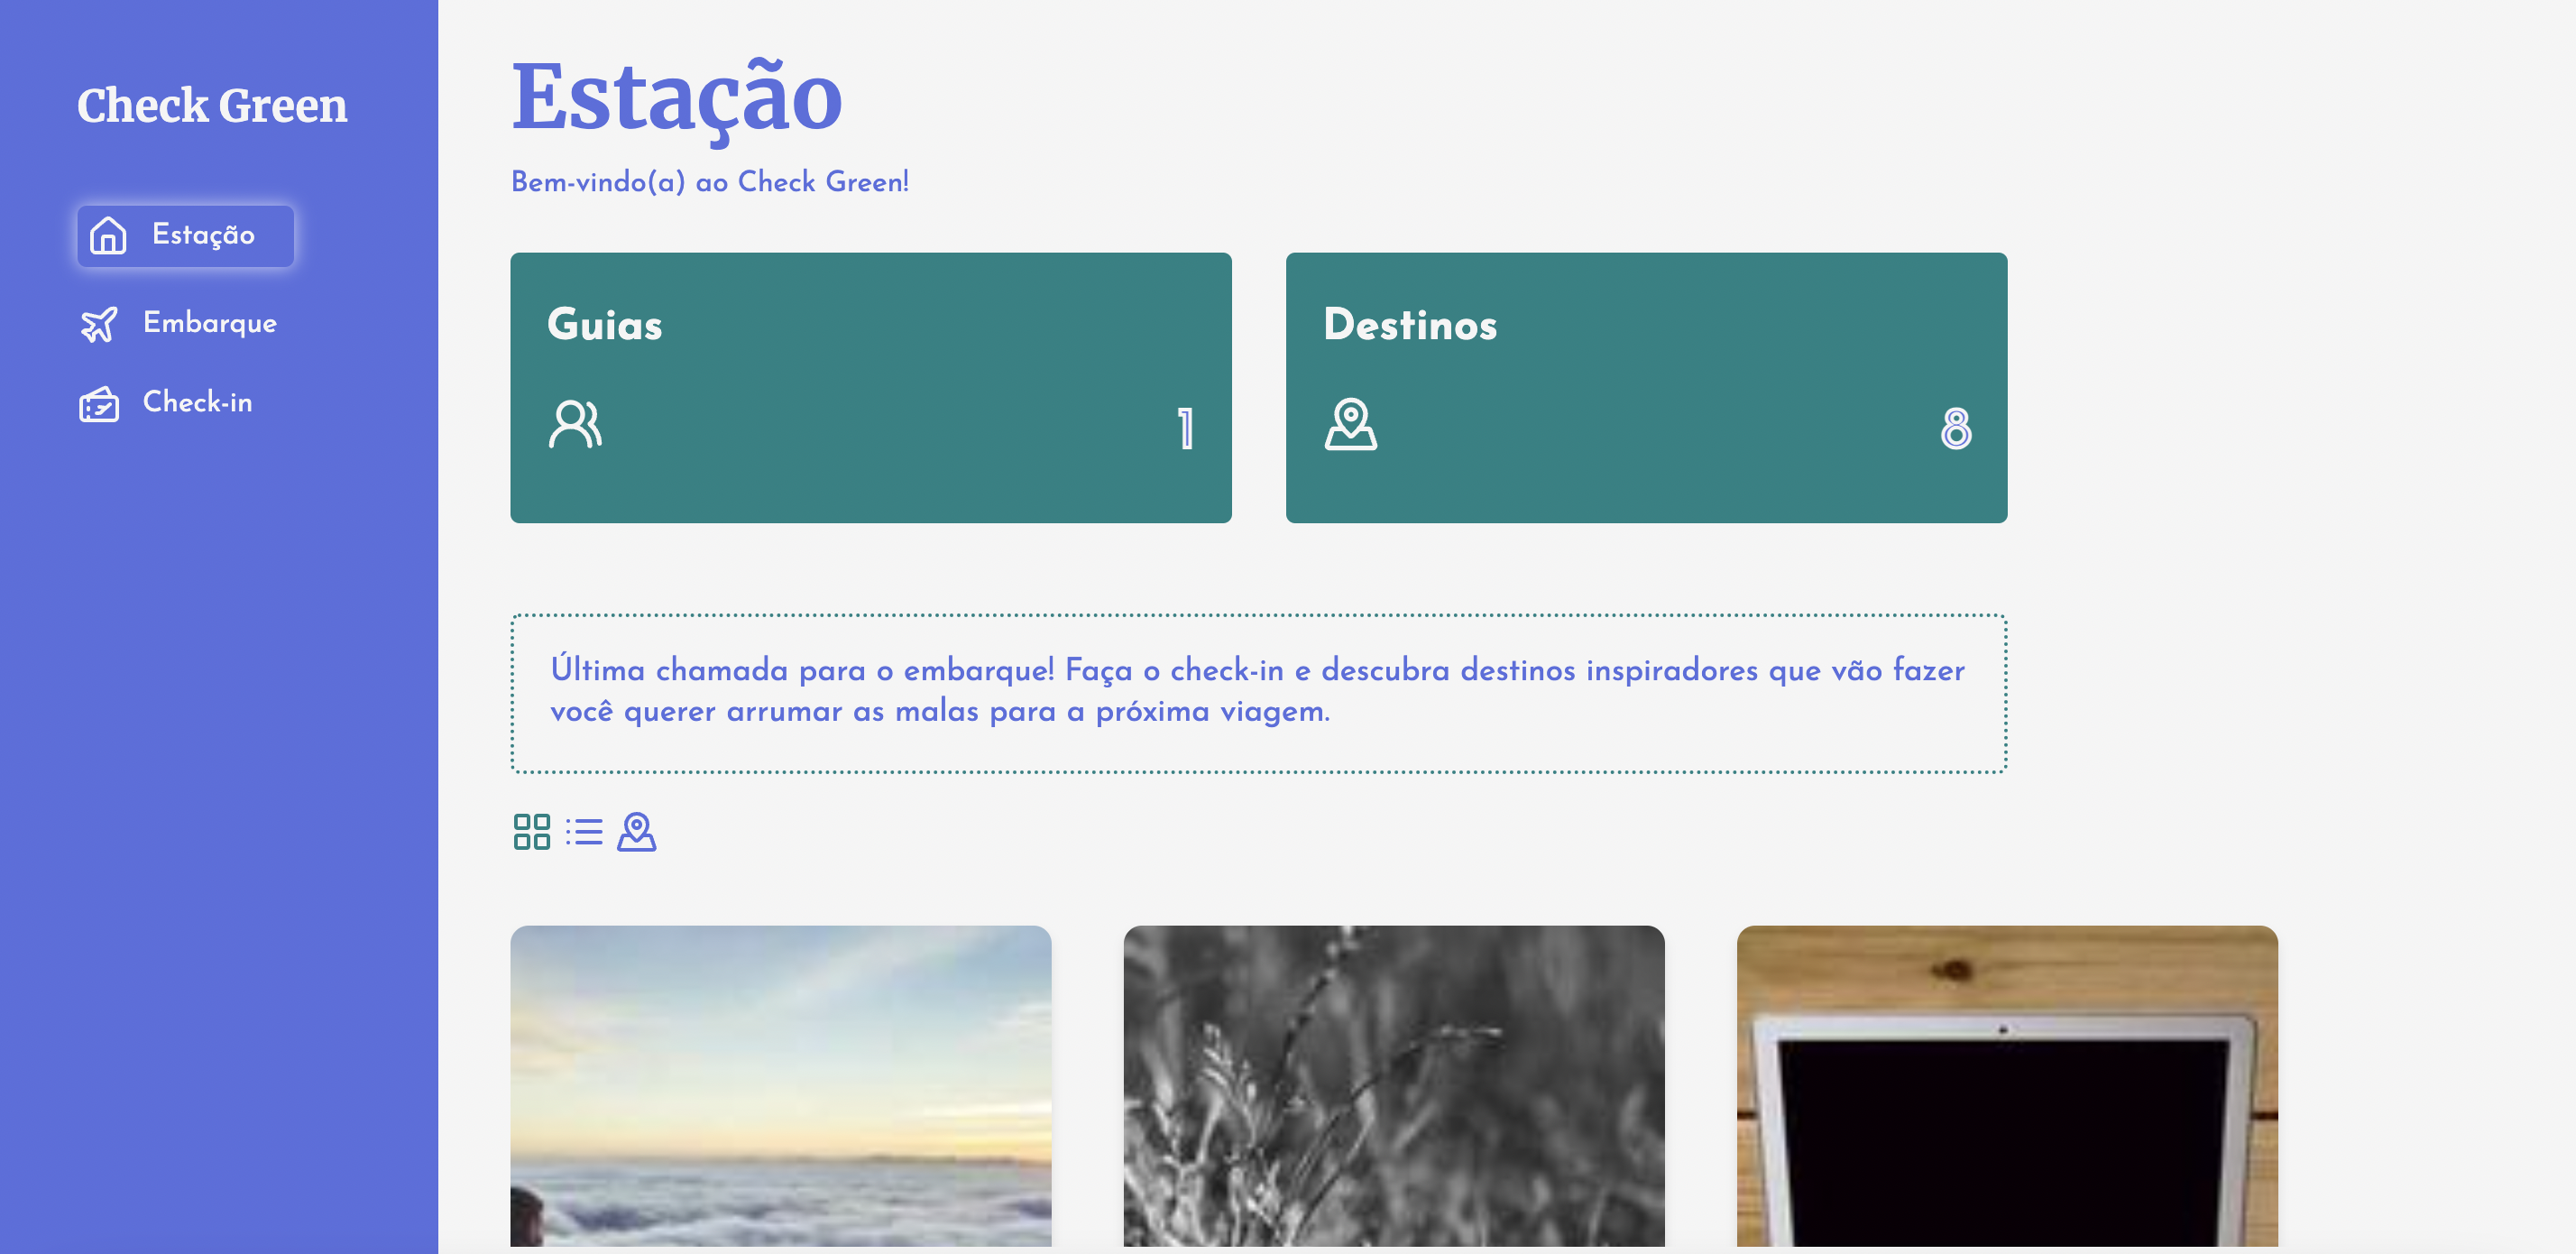 Check Green
Estação
Embarque
Check-in
Estação
Bem-vindo(a) ao Check Green!
Guias
1
Destinos
8
Última chamada para o embarque! Faça o check-in e descubra destinos inspiradores que vão fazer
você querer arrumar as malas para a próxima viagem.